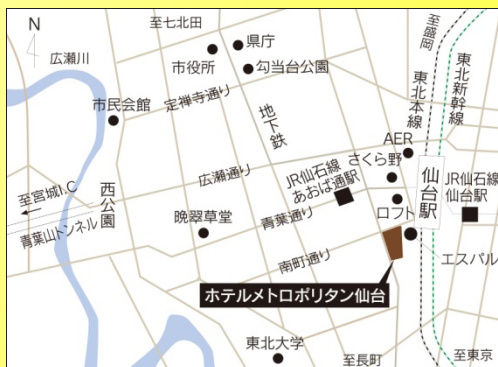 N
至七北田
至盛岡
県庁
市役所
勾当台公園
広瀬川
市民会館
定禅寺通り
地下鉄
東北本線
東北新幹線
AER
さくら野
JR仙石線
あおば通駅
仙台駅
JR仙石線
仙台駅
広瀬通り
至宮城I.C
西公園
青葉山トンネル
晩翠草堂
青葉通り
ロフト
南町通り
エスパル
ホテルメトロポリタン仙台
東北大学
至長町
至東京